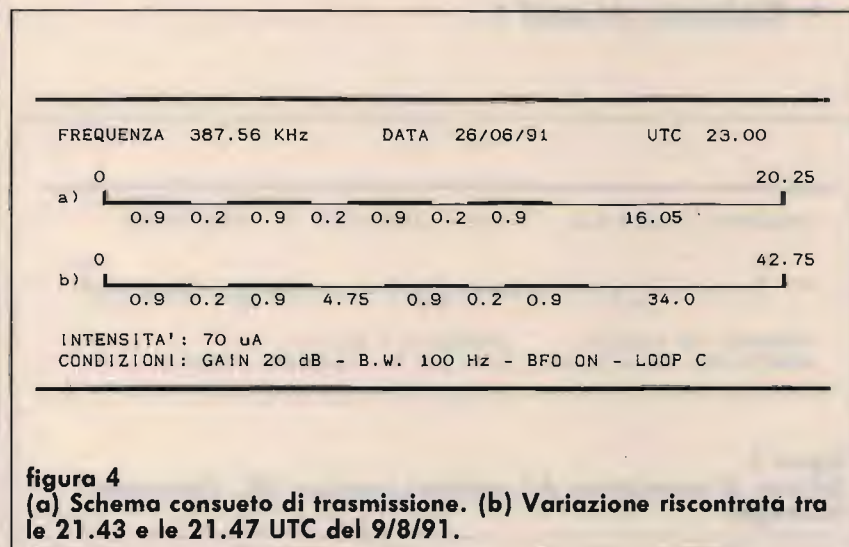 FREQUENZA 387.56 KHz DATA 26/06/91 UTC 23.00
0 20.25
a)
0.9 0.2 0.9 0.2 0.9 0.2 0.9 16.05
0 42.75
b)
0.9 0.2 0.9 4.75 0.9 0.2 0.9 34.0
INTENSITA': 70 uA
CONDIZIONI: GAIN 20 dB - B.W. 100 Hz - BFO ON - LOOP C
figura 4
(a) Schema consueto di trasmissione. (b) Variazione riscontrata tra
le 21.43 e le 21.47 UTC del 9/8/91.